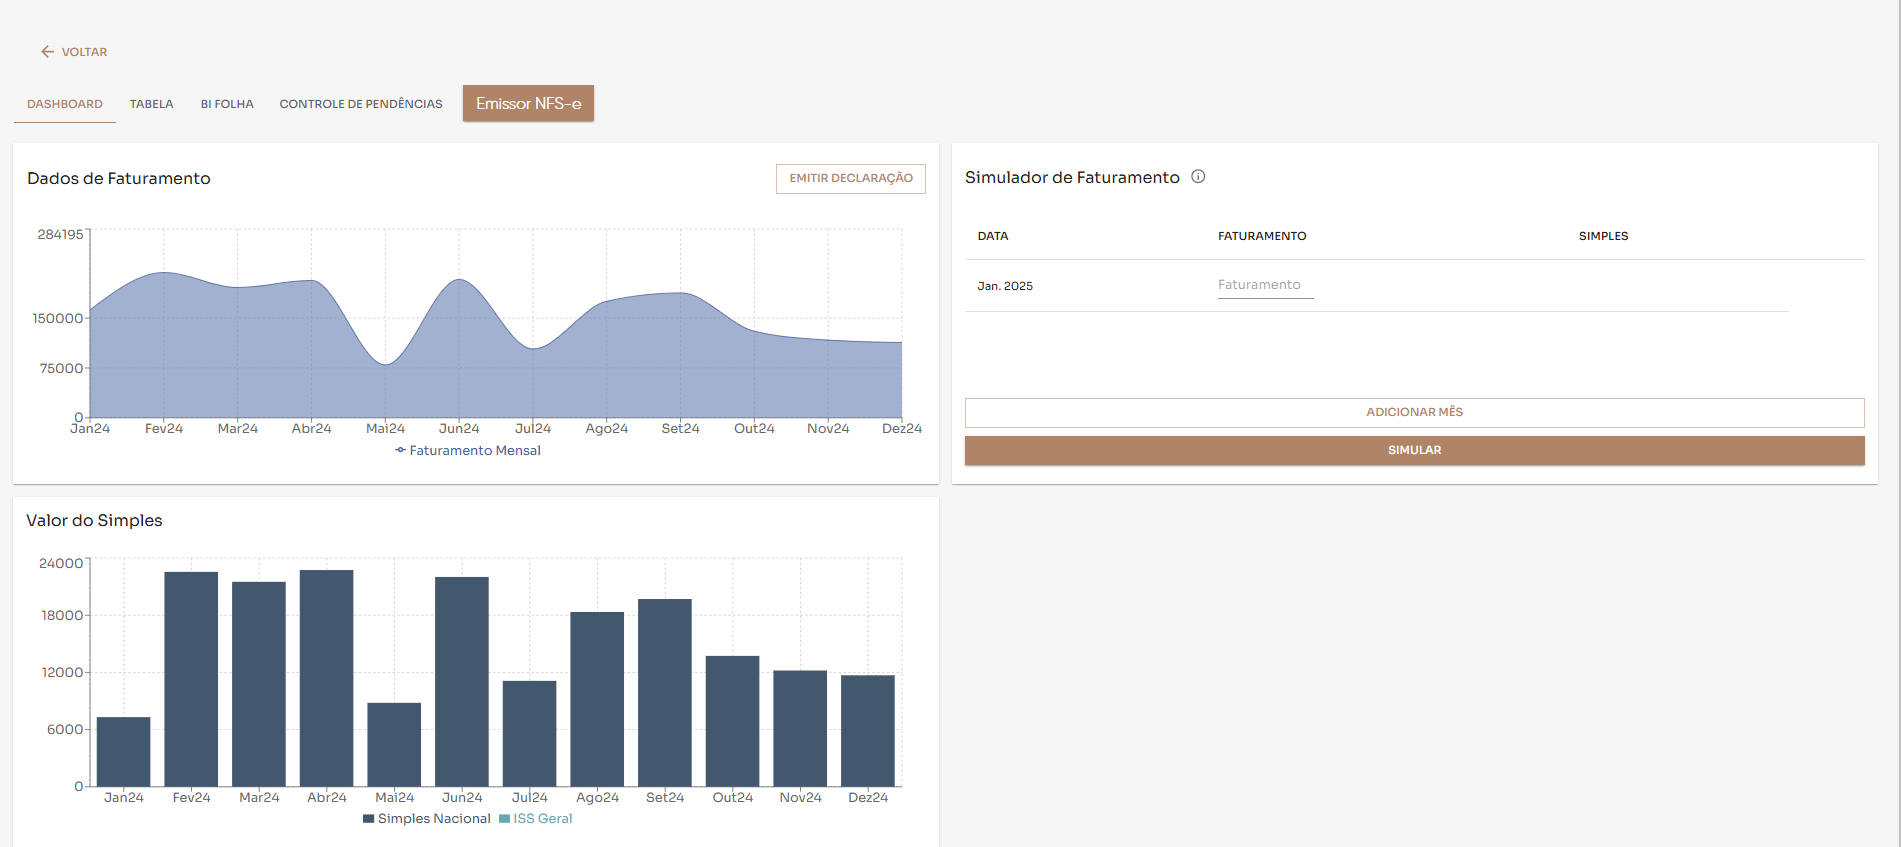 VOLTAR
DASHBOARD TABELA BI FOLHA CONTROLE DE PENDÊNCIAS Emissor NFS-e
Dados de Faturamento
EMITIR DECLARAÇÃO
284195
150000
75000
0
Jan24 Fev24 Mar24 Abr24 Mai24 Jun24 Jul24 Ago24 Set24 Out24 Nov24 Dez24
Faturamento Mensal
Simulador de Faturamento
DATA FATURAMENTO SIMPLES
Jan. 2025 Faturamento
ADICIONAR MÊS
SIMULAR
Valor do Simples
24000
18000
12000
6000
0
Jan24 Fev24 Mar24 Abr24 Mai24 Jun24 Jul24 Ago24 Set24 Out24 Nov24 Dez24
Simples Nacional ISS Geral